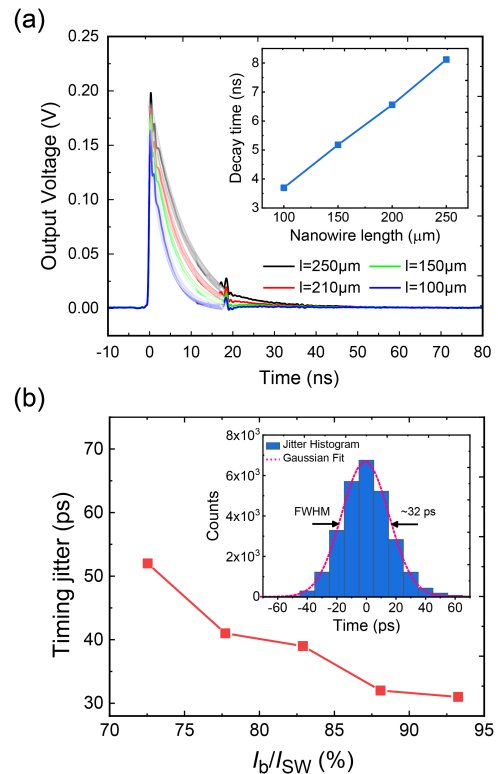 (a)
0.25
0.20
0.15
0.10
0.05
0.00
Output Voltage (V)
-10 0 10 20 30 40 50 60 70 80
Time (ns)
8
7
6
5
4
3
Decay time (ns)
100 150 200 250
Nanowire length (μm)
l=250μm l=150μm
l=210μm l=100μm
(b)
70
60
50
40
30
Timing jitter (ps)
70 75 80 85 90 95
I_b/I_SW (%)
8x10³
6x10³
4x10³
2x10³
0
Counts
Jitter Histogram
Gaussian Fit
FWHM ~32 ps
-60 -40 -20 0 20 40 60
Time (ps)